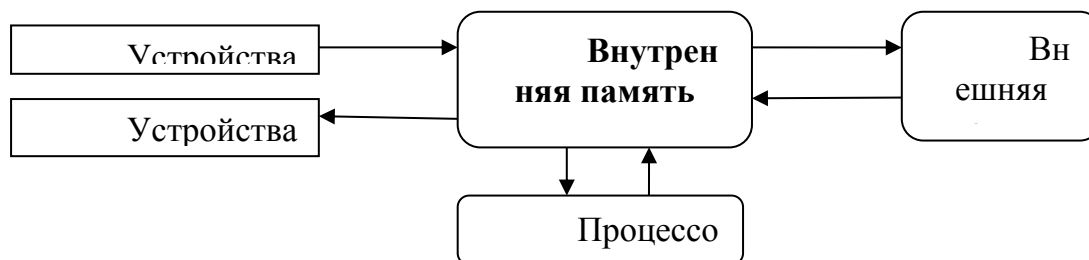 Устройства
Устройства
Внутрен
няя память
Вн
ешняя
Процессо